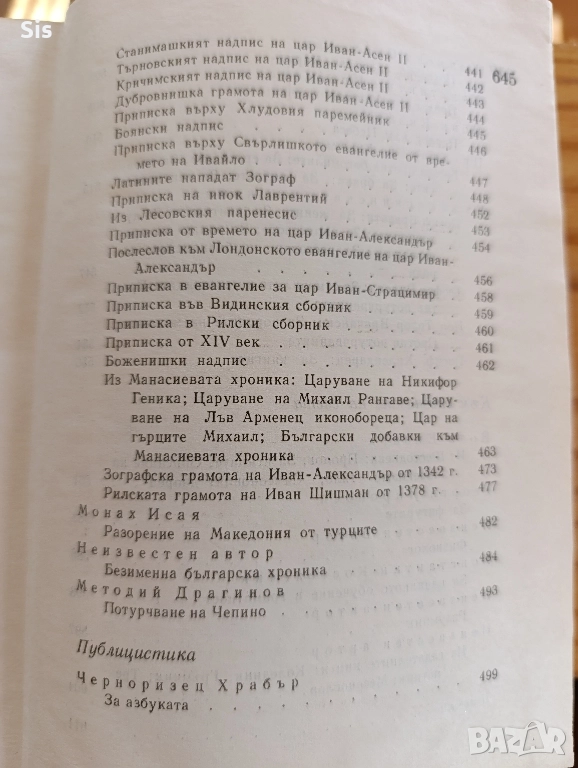 Sis
645
Станимашкият надпис на цар Иван-Асен II
Търновският надпис на цар Иван-Асен II 441
Кричимският надпис на цар Иван-Асен II 442
Дубровнишка грамота на цар Иван-Асен II 443
Приписка върху Хлудовия паремейник 444
Боянски надпис 445
Приписка върху Свърлишкото евангелие от вре- 446
мето на Ивайло
Латините нападат Зограф 447
Приписка на инок Лаврентий 448
Из Лесовския паренесис 452
Приписка от времето на цар Иван-Александър 453
Послеслов към Лондонското евангелие на цар Иван- 454
Александър
Приписка в евангелие за цар Иван-Страцимир 456
458
Приписка във Видинския сборник 459
Приписка в Рилски сборник 460
Приписка от XIV век 461
Боженишки надпис 462
Из Манасиевата хроника: Царуване на Никифор
Геника; Царуване на Михаил Рангаве; Цару-
ване на Лъв Арменец иконобореца; Цар на
гърците Михаил; Български добавки към
Манасиевата хроника 463
Зографска грамота на Иван-Александър от 1342 г. 473
Рилската грамота на Иван Шишман от 1378 г. 477
Монах Исая
Разорение на Македония от турците 482
Неизвестен автор
Безименна българска хроника 484
Методий Драгинов
Потурчване на Чепино 493
Публицистика
Черноризец Храбър
За азбуката 499
БАЗАР
bazar.bg